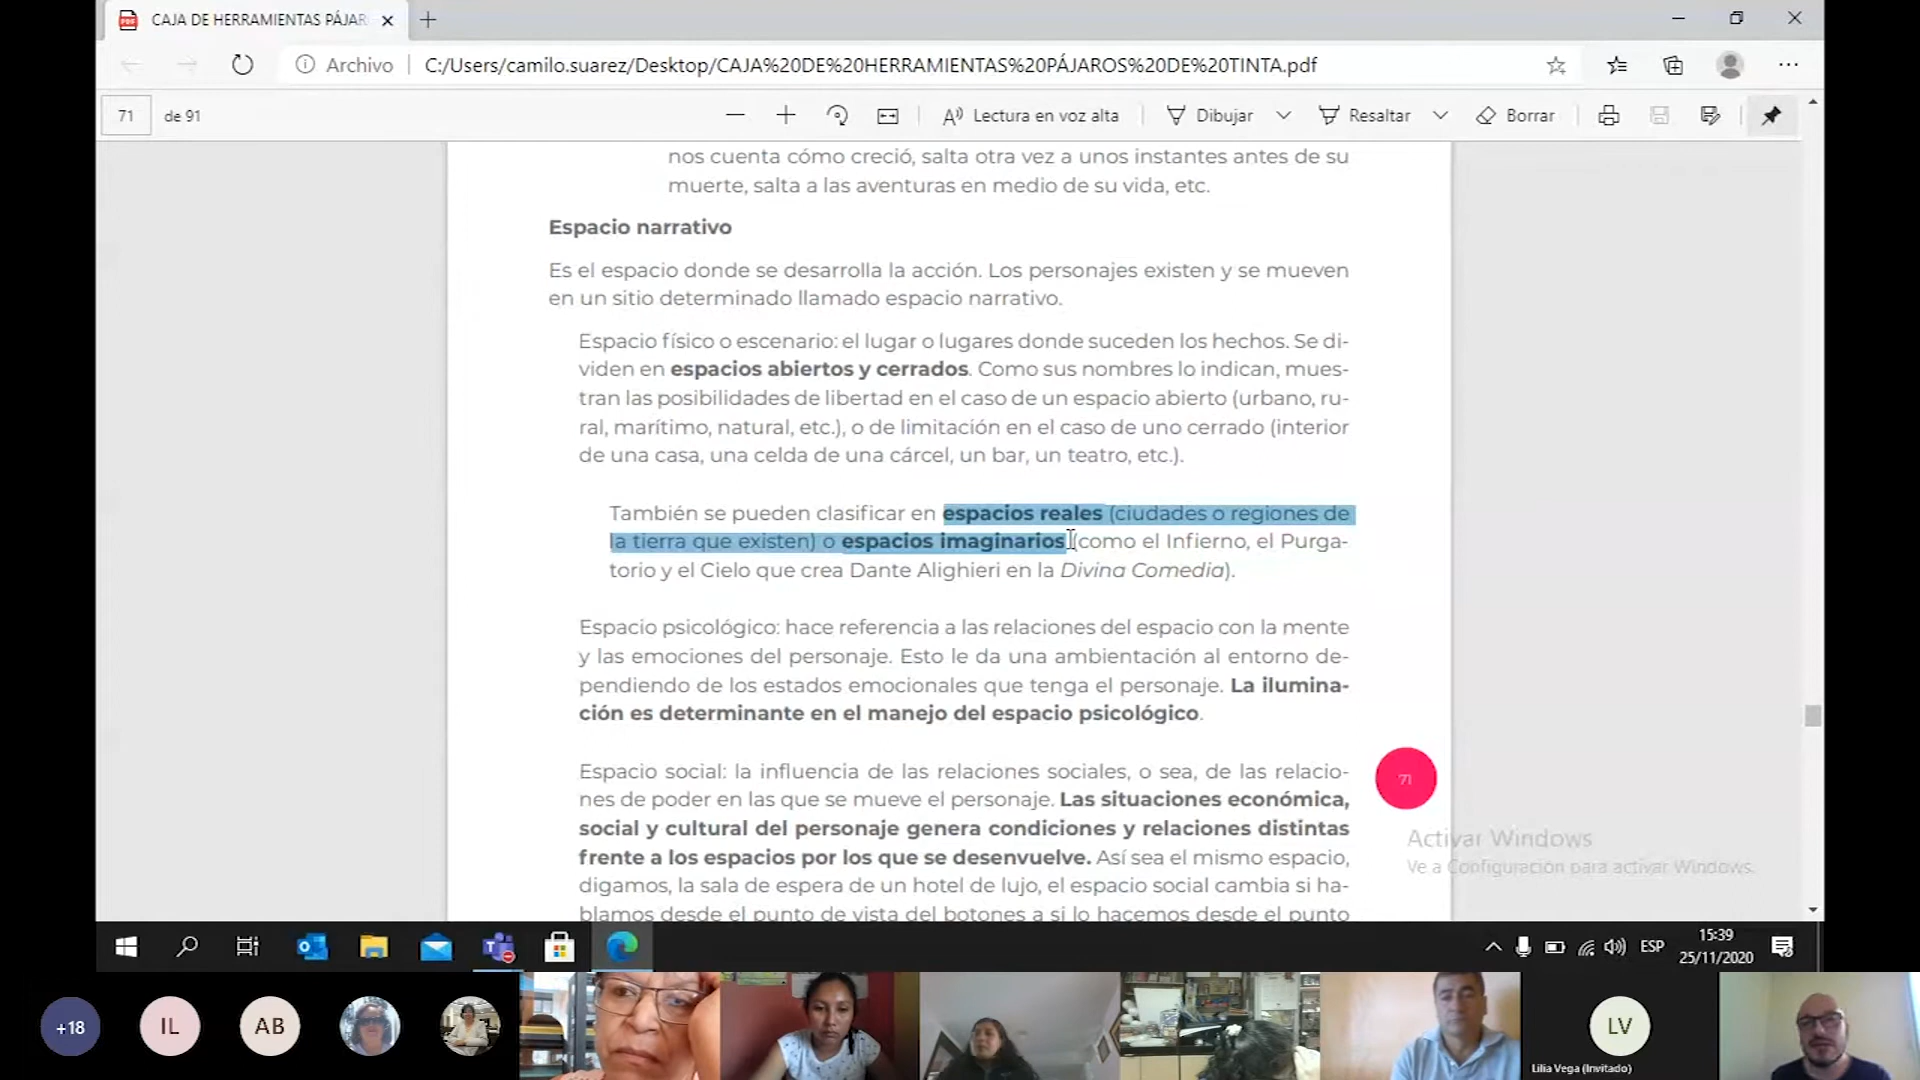 CAJA DE HERRAMIENTAS PÁJAR
Archivo
C:/Users/camilo.suarez/Desktop/CAJA%20DE%20HERRAMIENTAS%20PÁJAROS%20DE%20TINTA.pdf
71
de 91
Lectura en voz alta
Dibujar
Resaltar
Borrar
nos cuenta cómo creció, salta otra vez a unos instantes antes de su
muerte, salta a las aventuras en medio de su vida, etc.
Espacio narrativo
Es el espacio donde se desarrolla la acción. Los personajes existen y se mueven
en un sitio determinado llamado espacio narrativo.
Espacio físico o escenario: el lugar o lugares donde suceden los hechos. Se di-
viden en espacios abiertos y cerrados. Como sus nombres lo indican, mues-
tran las posibilidades de libertad en el caso de un espacio abierto (urbano, ru-
ral, marítimo, natural, etc.), o de limitación en el caso de uno cerrado (interior
de una casa, una celda de una cárcel, un bar, un teatro, etc.).
También se pueden clasificar en espacios reales (ciudades o regiones de
la tierra que existen) o espacios imaginarios (como el Infierno, el Purga-
torio y el Cielo que crea Dante Alighieri en la Divina Comedia).
Espacio psicológico: hace referencia a las relaciones del espacio con la mente
y las emociones del personaje. Esto le da una ambientación al entorno de-
pendiendo de los estados emocionales que tenga el personaje. La ilumina-
ción es determinante en el manejo del espacio psicológico.
Espacio social: la influencia de las relaciones sociales, o sea, de las relacio-
nes de poder en las que se mueve el personaje. Las situaciones económica,
social y cultural del personaje genera condiciones y relaciones distintas
frente a los espacios por los que se desenvuelve. Así sea el mismo espacio,
digamos, la sala de espera de un hotel de lujo, el espacio social cambia si ha-
blamos desde el punto de vista del botones a si lo hacemos desde el punto
71
Activar Windows
Ve a Configuración para activar Windows.
ESP
15:39
25/11/2020
+18
IL
AB
LV
Lilia Vega (Invitado)